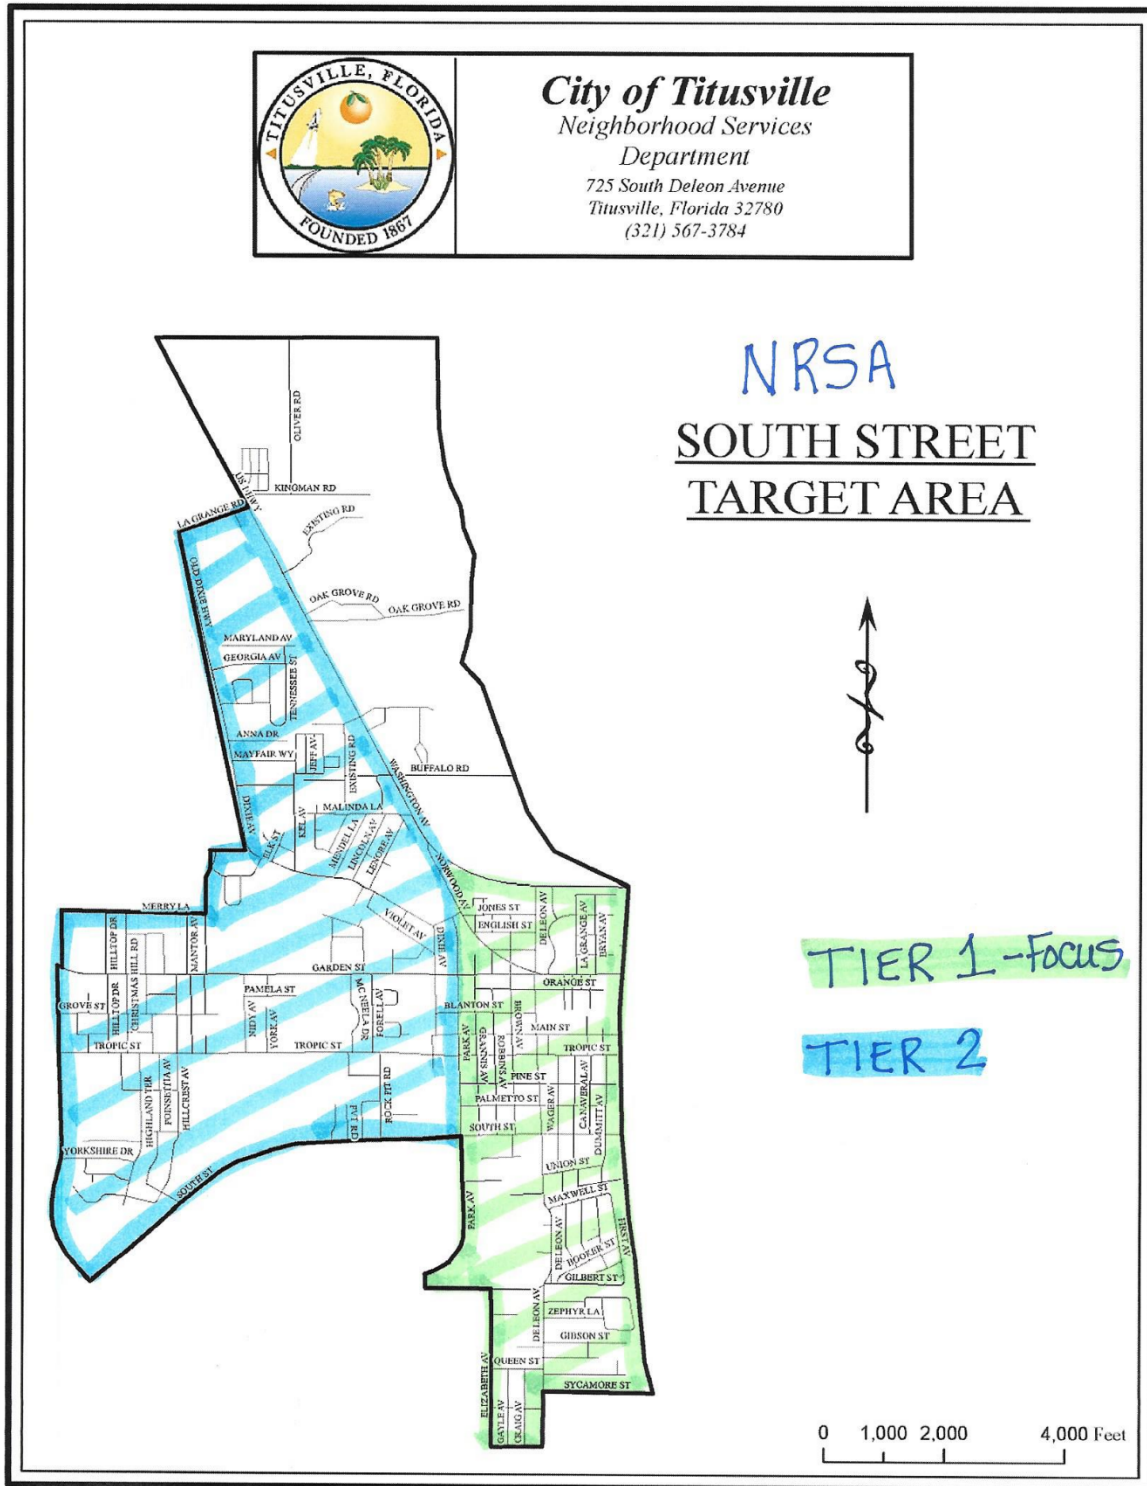 TITUSVILLE, FLORIDA
FOUNDED 1867
City of Titusville
Neighborhood Services
Department
725 South Deleon Avenue
Titusville, Florida 32780
(321) 567-3784
NRSA
SOUTH STREET
TARGET AREA
OLIVER RD
US 1 HWY
KINGMAN RD
LA GRANGE RD
EXISTING RD
OLD DIXIE HWY
OAK GROVE RD
OAK GROVE RD
MARYLAND AV
GEORGIA AV
TENNESSEE ST
ANNA DR
MAYFAIR WY
JEFF AV
EXISTING RD
BUFFALO RD
WASHINGTON AV
DIXIE AV
KEL AV
MALINDA LA
ELK ST
MENDEL LA
LINCOLN AV
LENORE AV
NORWOOD AV
MERRY LA
VIOLET AV
DIXIE AV
JONES ST
ENGLISH ST
DELEON AV
LA GRANGE AV
BRYAN AV
HILLTOP DR
CHRISTMAS HILL RD
MANTOR AV
GARDEN ST
ORANGE ST
TIER 1 -FOCUS
GROVE ST
HILLTOP DR
PAMELA ST
NIDY AV
YORK AV
MC NEELA DR
FORELL AV
BLANTON ST
PARK AV
GRANNIS AV
ROBBINS AV
BROWN AV
MAIN ST
TROPIC ST
TROPIC ST
TROPIC ST
TIER 2
PINE ST
PALMETTO ST
SOUTH ST
WAGER AV
CANAVERAL AV
DUMMITT AV
HIGHLAND TER
POINSETTIA AV
HILLCREST AV
PVT RD
ROCK PIT RD
YORKSHIRE DR
SOUTH ST
UNION ST
MAXWELL ST
PARK AV
DELEON AV
BOOKER ST
FIRST AV
GILBERT ST
DELEON AV
ZEPHYR LA
GIBSON ST
QUEEN ST
ELIZABETH AV
SYCAMORE ST
GAYLE AV
CRAIG AV
0 1,000 2,000 4,000 Feet